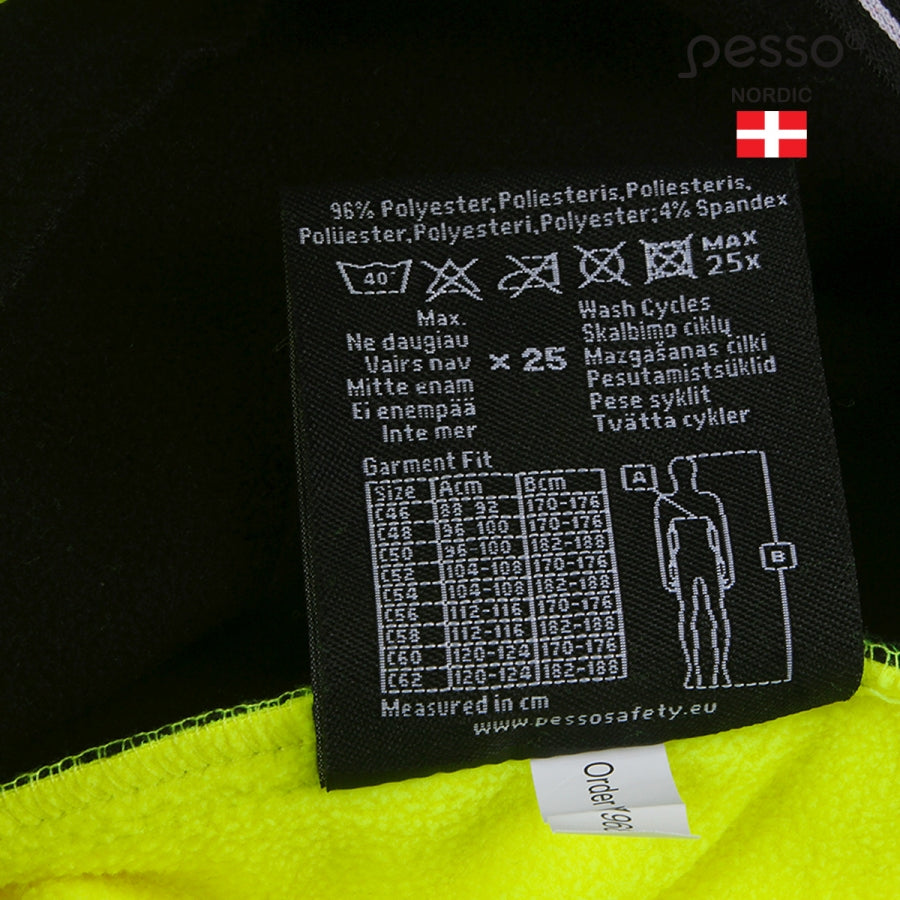 pesso®
NORDIC
96% Polyester,Poliesteris,Poliesteris,
Polüester,Polyesteri,Polyester;4% Spandex
40° MAX 25X
Max. Wash Cycles
Ne daugiau Skalbimo ciklų
Vairs nav × 25 Mazgāšanas cilki
Mitte enam Pesutamistsüklid
Ei enempää Pese syklit
Inte mer Tvätta cykler
Garment Fit
Size Acm Bcm
C46 88-92 170-176
C48 96-100 170-176
C50 96-100 182-188
C52 104-108 170-176
C54 104-108 182-188
C56 112-116 170-176
C58 112-116 182-188
C60 120-124 170-176
C62 120-124 182-188
A
B
Measured in cm
www.pessosafety.eu
Order